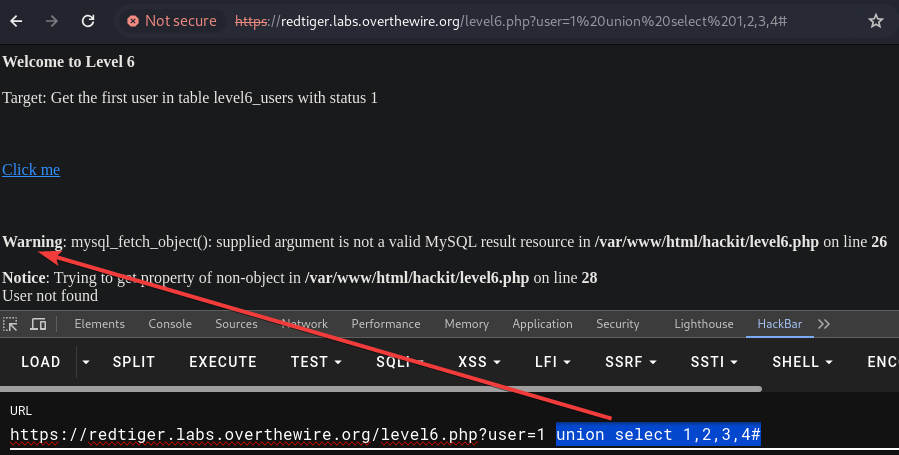 Not secure https://redtiger.labs.overthewire.org/level6.php?user=1%20union%20select%201,2,3,4#
Welcome to Level 6
Target: Get the first user in table level6_users with status 1
Click me
Warning: mysql_fetch_object(): supplied argument is not a valid MySQL result resource in /var/www/html/hackit/level6.php on line 26
Notice: Trying to get property of non-object in /var/www/html/hackit/level6.php on line 28
User not found
Elements Console Sources Network Performance Memory Application Security Lighthouse HackBar
LOAD SPLIT EXECUTE TEST SQLI XSS LFI SSRF SSTI SHELL ENC
URL
https://redtiger.labs.overthewire.org/level6.php?user=1 union select 1,2,3,4#